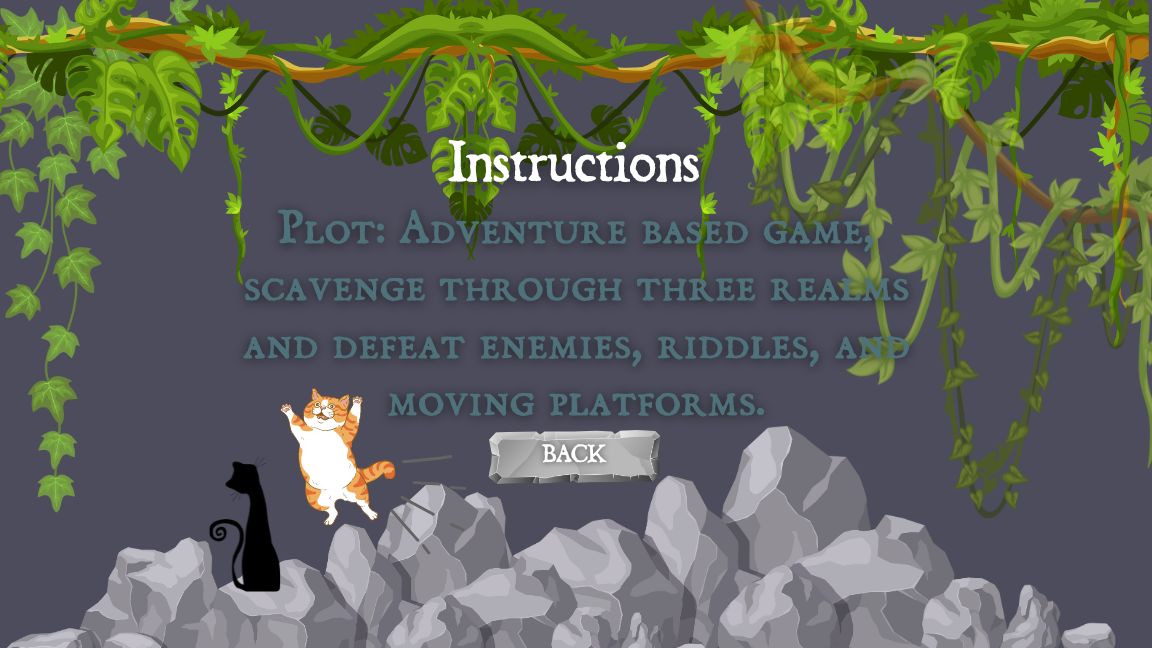 Instructions
Plot: Adventure based game,
scavenge through three realms
and defeat enemies, riddles, and
moving platforms.
BACK